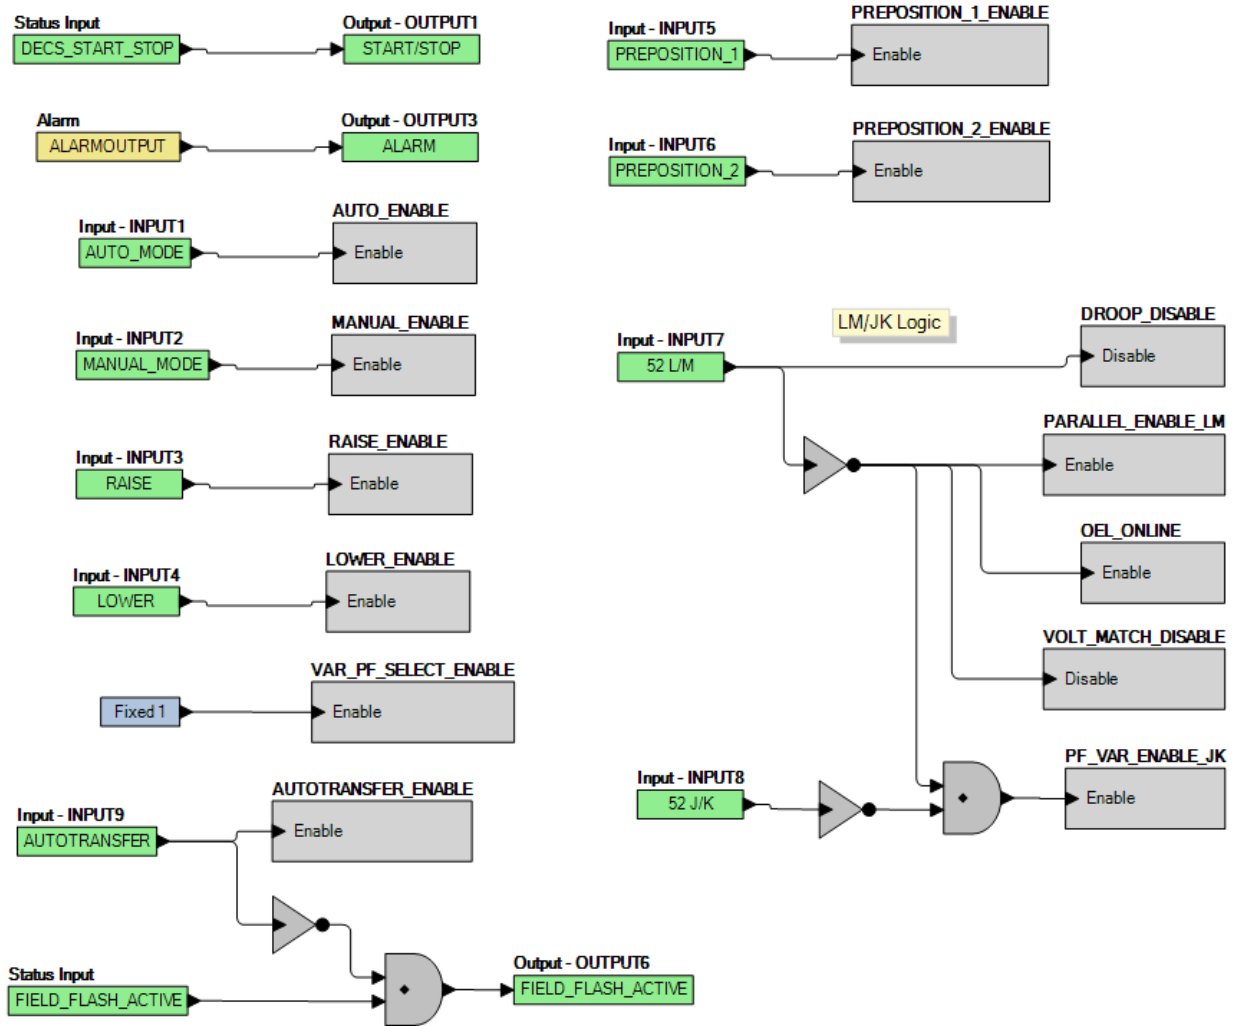 Status Input
DECS_START_STOP
Output - OUTPUT1
START/STOP
Alarm
ALARMOUTPUT
Output - OUTPUT3
ALARM
Input - INPUT1
AUTO_MODE
AUTO_ENABLE
Enable
Input - INPUT2
MANUAL_MODE
MANUAL_ENABLE
Enable
Input - INPUT3
RAISE
RAISE_ENABLE
Enable
Input - INPUT4
LOWER
LOWER_ENABLE
Enable
Fixed 1
VAR_PF_SELECT_ENABLE
Enable
Input - INPUT9
AUTOTRANSFER
AUTOTRANSFER_ENABLE
Enable
Status Input
FIELD_FLASH_ACTIVE
Output - OUTPUT6
FIELD_FLASH_ACTIVE
Input - INPUT5
PREPOSITION_1
PREPOSITION_1_ENABLE
Enable
Input - INPUT6
PREPOSITION_2
PREPOSITION_2_ENABLE
Enable
LM/JK Logic
Input - INPUT7
52 L/M
DROOP_DISABLE
Disable
PARALLEL_ENABLE_LM
Enable
OEL_ONLINE
Enable
VOLT_MATCH_DISABLE
Disable
Input - INPUT8
52 J/K
PF_VAR_ENABLE_JK
Enable